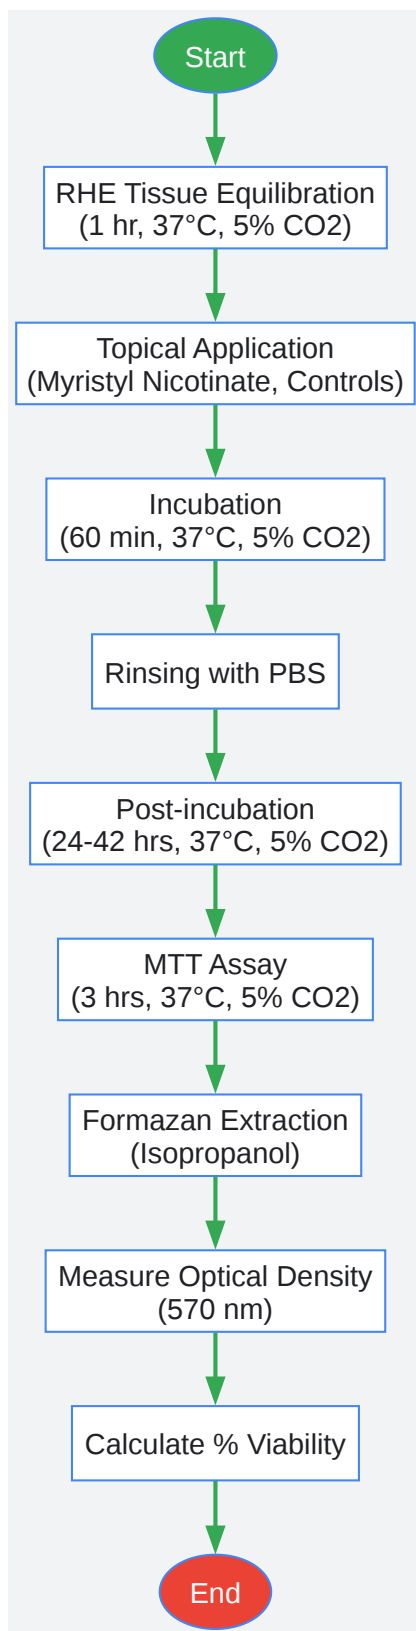 Start
RHE Tissue Equilibration
(1 hr, 37°C, 5% CO2)
Topical Application
(Myristyl Nicotinate, Controls)
Incubation
(60 min, 37°C, 5% CO2)
Rinsing with PBS
Post-incubation
(24-42 hrs, 37°C, 5% CO2)
MTT Assay
(3 hrs, 37°C, 5% CO2)
Formazan Extraction
(Isopropanol)
Measure Optical Density
(570 nm)
Calculate % Viability
End